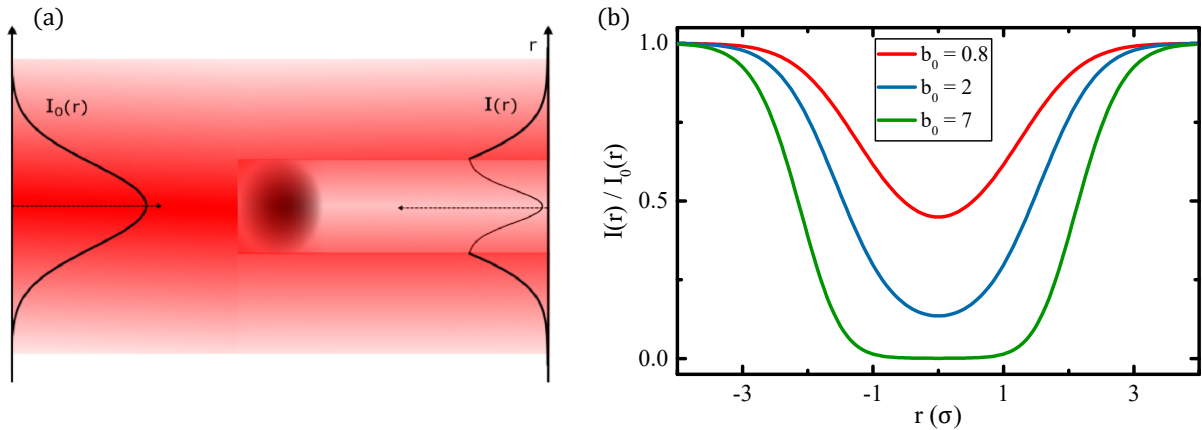 (a)
r
I₀(r)
I(r)
(b)
I(r) / I₀(r)
1.0
0.5
0.0
b₀ = 0.8
b₀ = 2
b₀ = 7
-3
-1
1
3
r (σ)